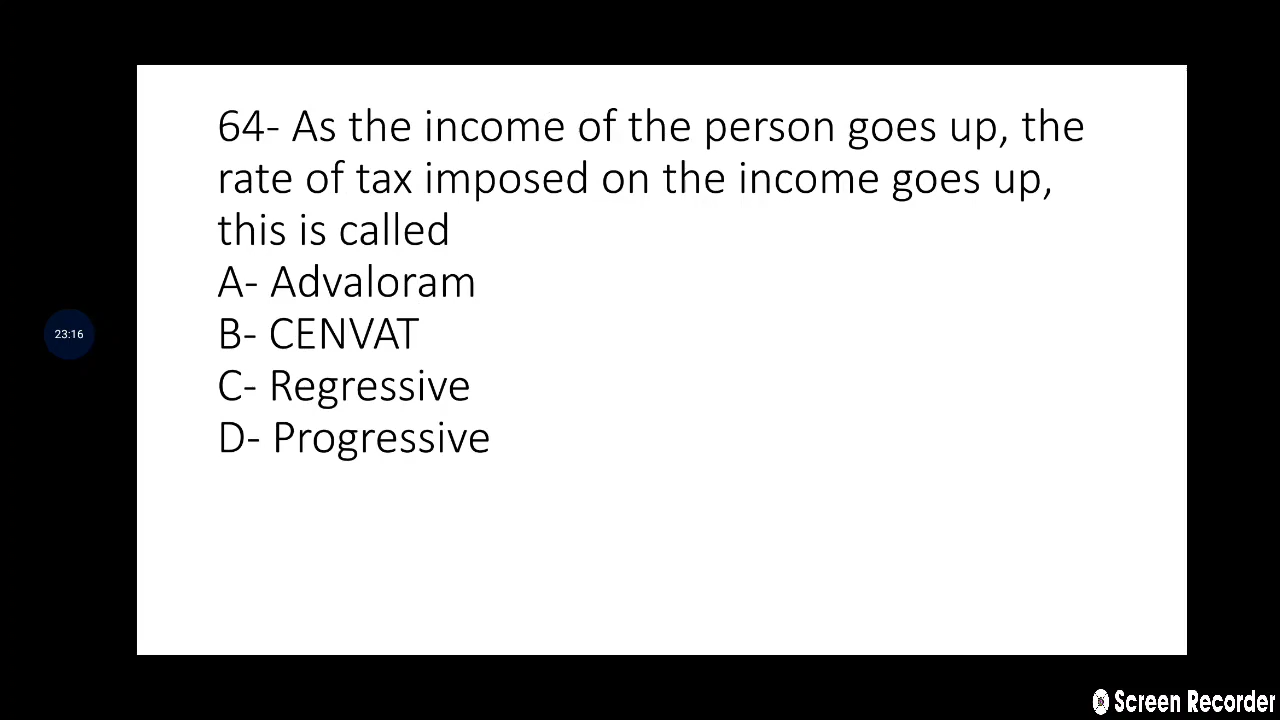 64- As the income of the person goes up, the
rate of tax imposed on the income goes up,
this is called
A- Advaloram
B- CENVAT
C- Regressive
D- Progressive
23:16
Screen Recorder